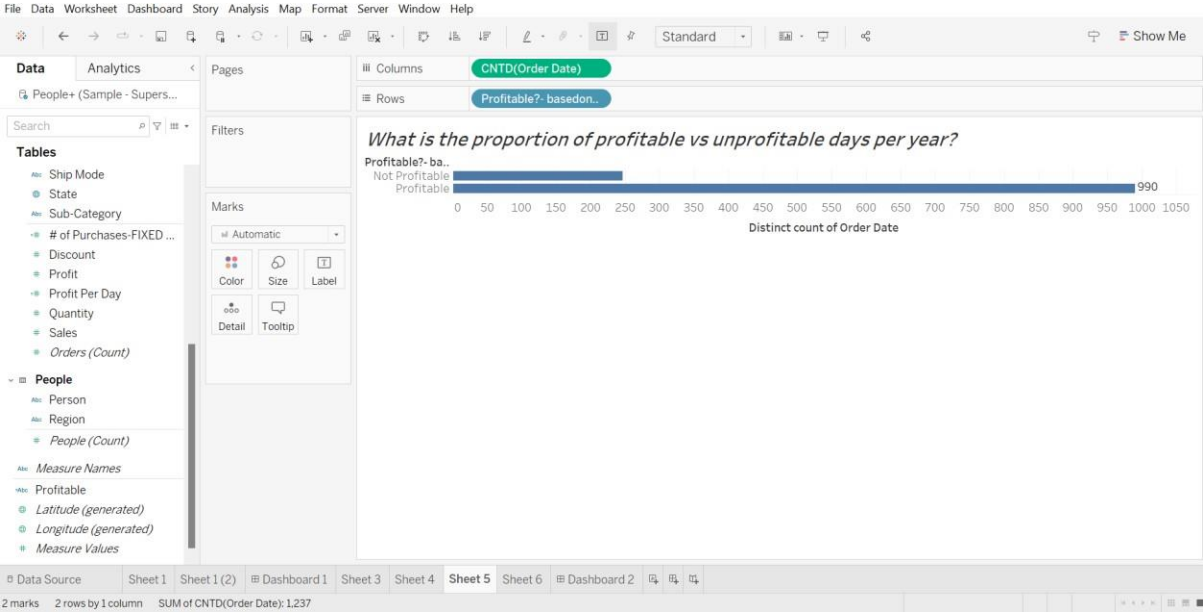 File Data Worksheet Dashboard Story Analysis Map Format Server Window Help
Standard
Show Me
Data Analytics
Pages
Columns CNTD(Order Date)
People+ (Sample - Supers...
Rows Profitable?- basedon..
Search
Filters
Tables
What is the proportion of profitable vs unprofitable days per year?
Profitable?- ba..
Not Profitable
Profitable 990
0 50 100 150 200 250 300 350 400 450 500 550 600 650 700 750 800 850 900 950 1000 1050
Distinct count of Order Date
Abc Ship Mode
State
Abc Sub-Category
# of Purchases-FIXED ...
Discount
Profit
Profit Per Day
Quantity
Sales
Orders (Count)
People
Abc Person
Abc Region
People (Count)
Abc Measure Names
Abc Profitable
Latitude (generated)
Longitude (generated)
Measure Values
Marks
Automatic
Color Size Label
Detail Tooltip
Data Source Sheet 1 Sheet 1 (2) Dashboard 1 Sheet 3 Sheet 4 Sheet 5 Sheet 6 Dashboard 2
2 marks 2 rows by 1 column SUM of CNTD(Order Date): 1,237